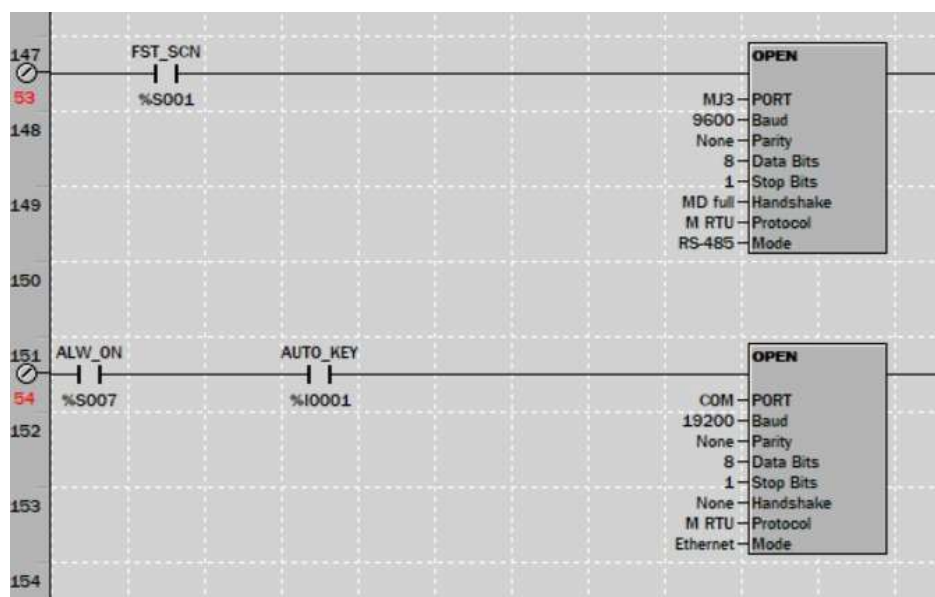 147 FST_SCN OPEN
53 %S001 MJ3 PORT
9600 Baud
148 None Parity
8 Data Bits
1 Stop Bits
149 MD full Handshake
M RTU Protocol
RS-485 Mode
150
151 ALW_ON AUTO_KEY OPEN
54 %S007 %I0001 COM PORT
19200 Baud
152 None Parity
8 Data Bits
1 Stop Bits
153 None Handshake
M RTU Protocol
Ethernet Mode
154